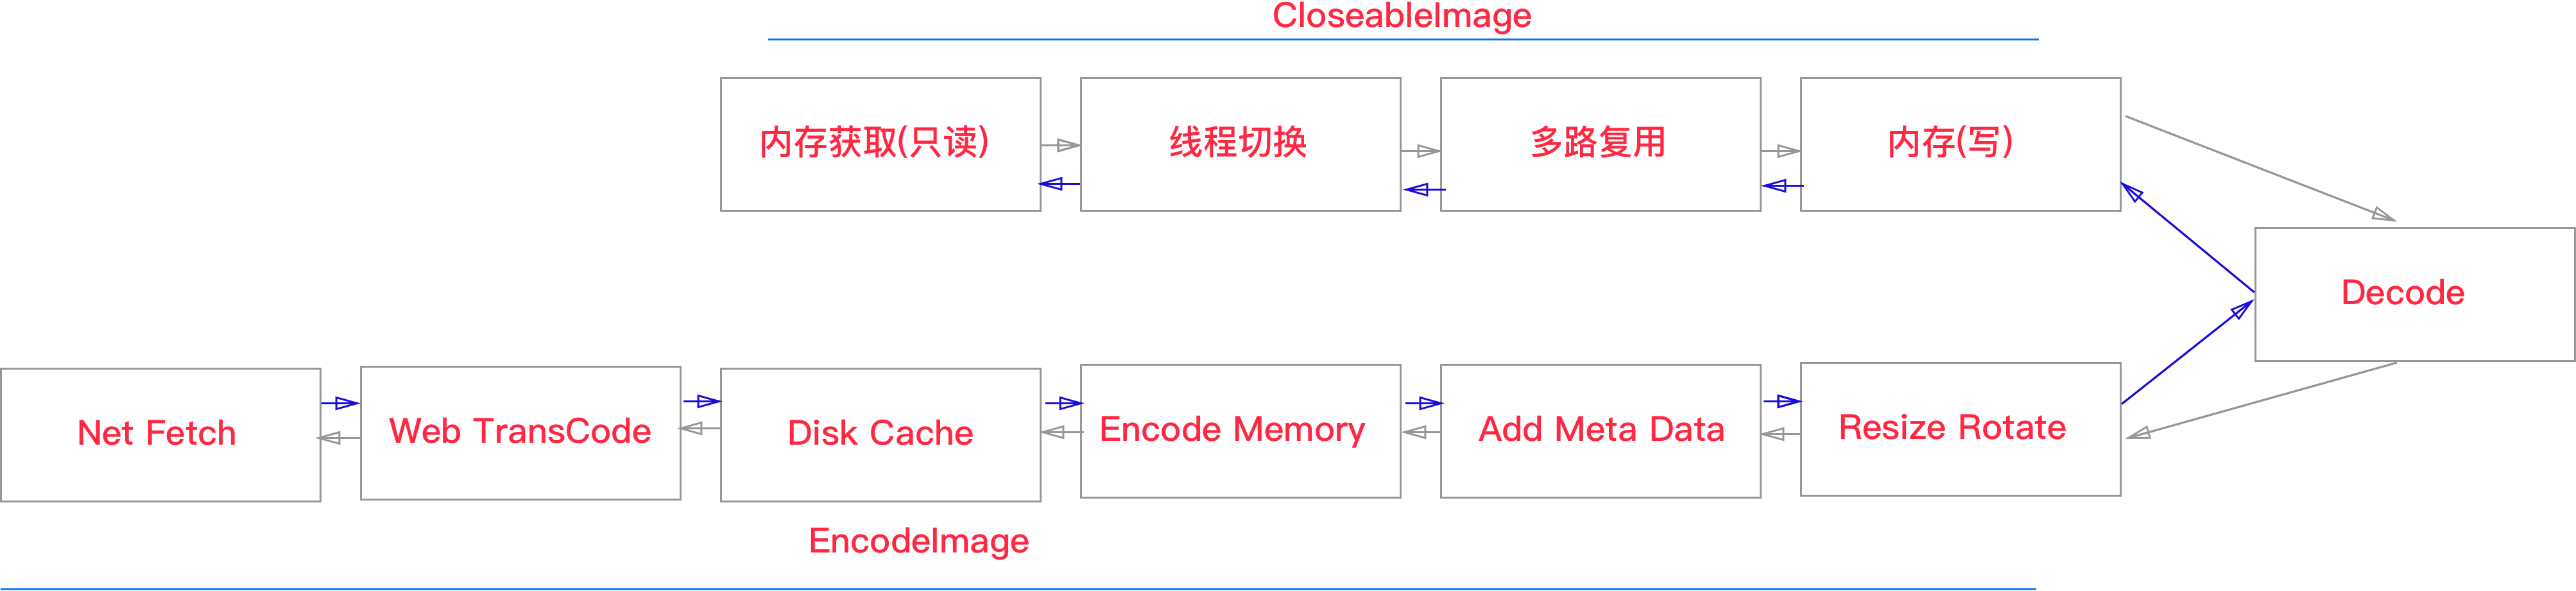 CloseableImage
内存获取(只读)
线程切换
多路复用
内存(写)
Decode
Net Fetch
Web TransCode
Disk Cache
Encode Memory
Add Meta Data
Resize Rotate
EncodeImage